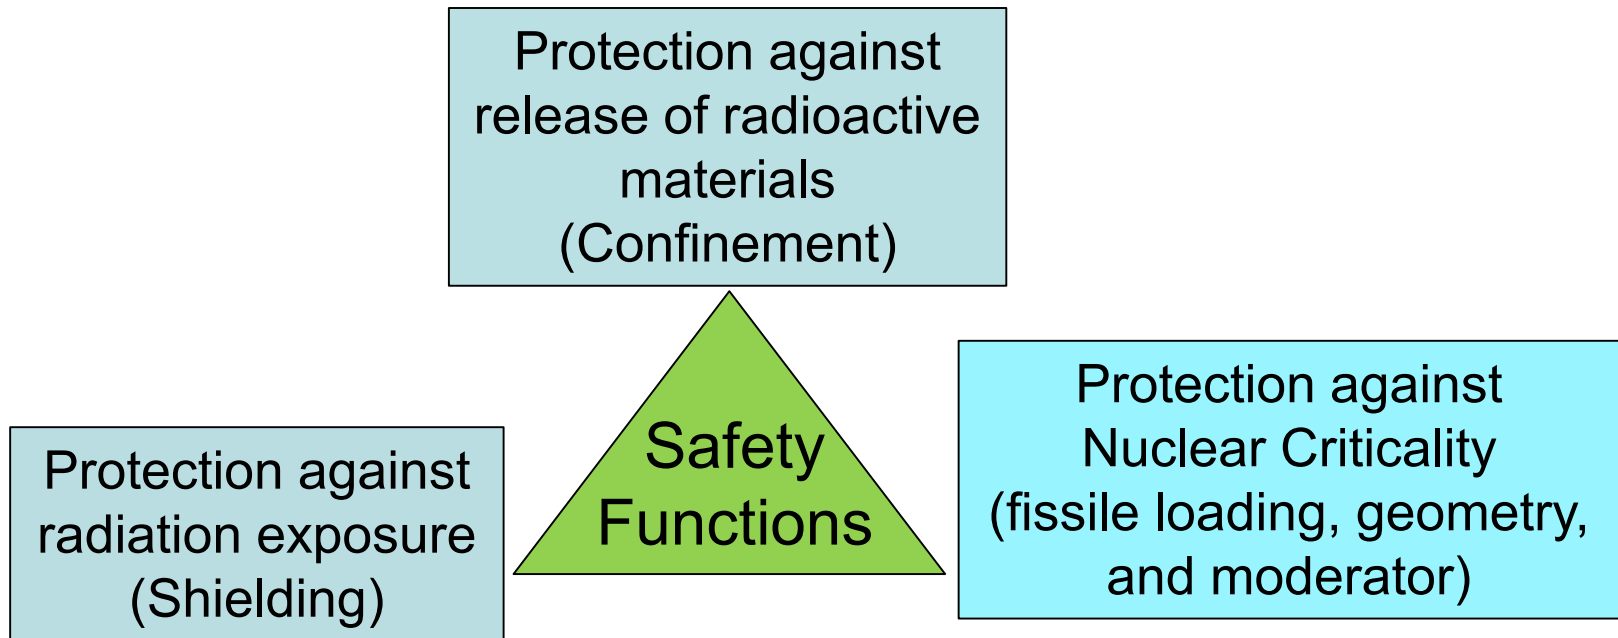 Protection against
release of radioactive
materials
(Confinement)
Safety
Functions
Protection against
radiation exposure
(Shielding)
Protection against
Nuclear Criticality
(fissile loading, geometry,
and moderator)